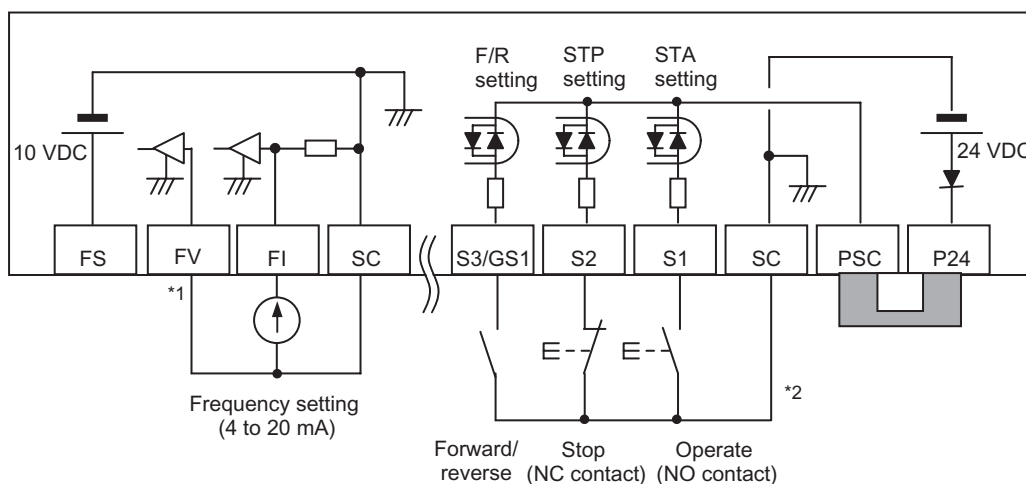 F/R
setting
STP
setting
STA
setting
10 VDC
24 VDC
FS
FV
FI
SC
S3/GS1
S2
S1
SC
PSC
P24
*1
*2
Frequency setting
(4 to 20 mA)
Forward/
reverse
Stop
(NC contact)
Operate
(NO contact)